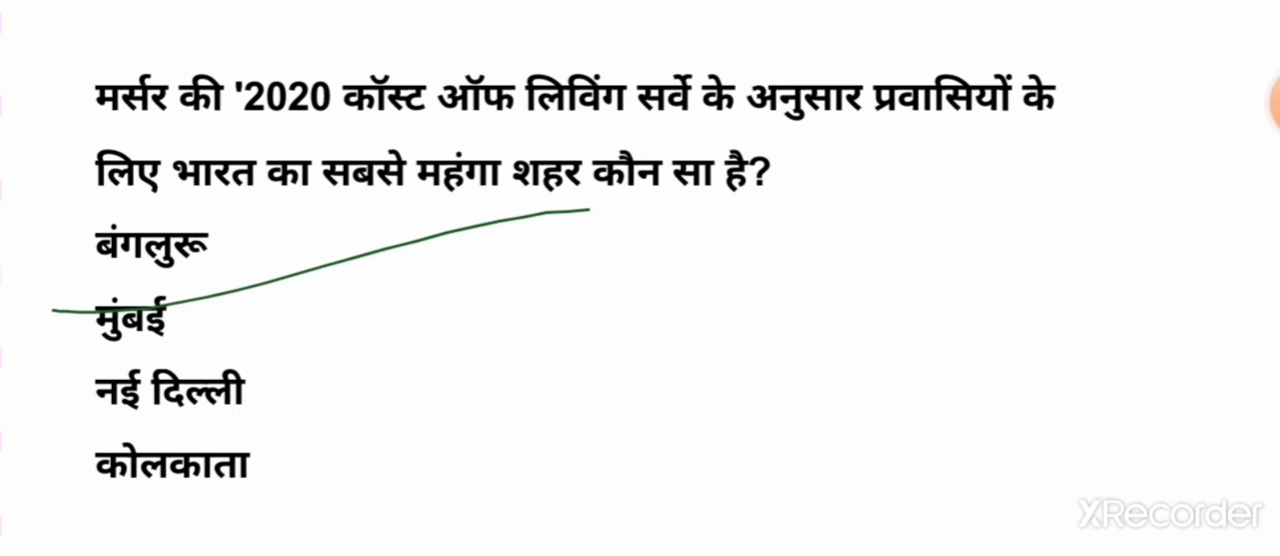 मर्सर की '2020 कॉस्ट ऑफ लिविंग सर्वे के अनुसार प्रवासियों के
लिए भारत का सबसे महंगा शहर कौन सा है?
बंगलुरू
मुंबई
नई दिल्ली
कोलकाता
XRecorder